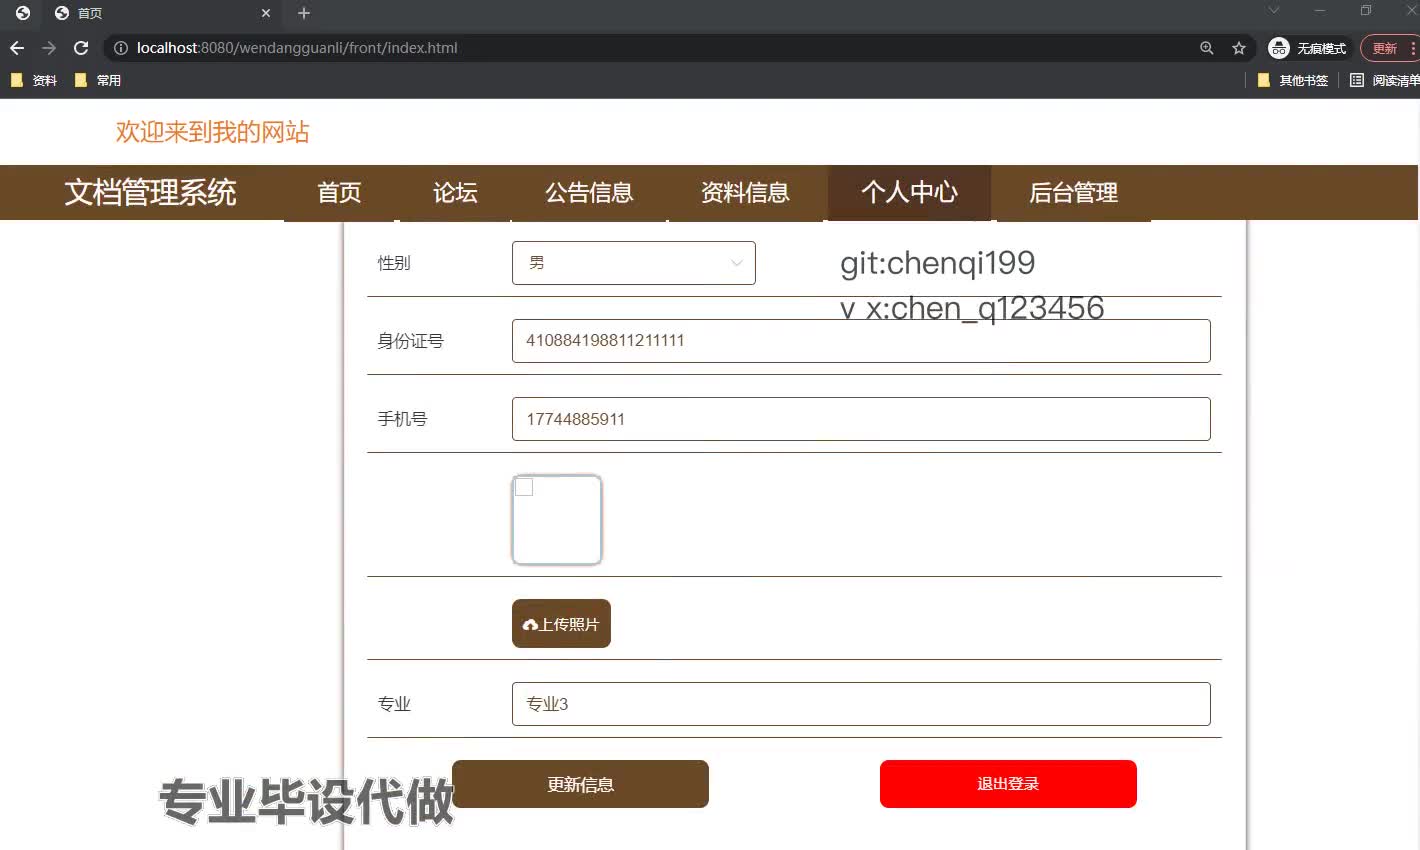 首页
localhost:8080/wendangguanli/front/index.html
无痕模式
更新
资料
常用
其他书签
阅读清单
欢迎来到我的网站
文档管理系统
首页
论坛
公告信息
资料信息
个人中心
后台管理
性别
男
git:chenqi199
v x:chen_q123456
身份证号
410884198811211111
手机号
17744885911
上传照片
专业
专业3
更新信息
退出登录
专业毕设代做